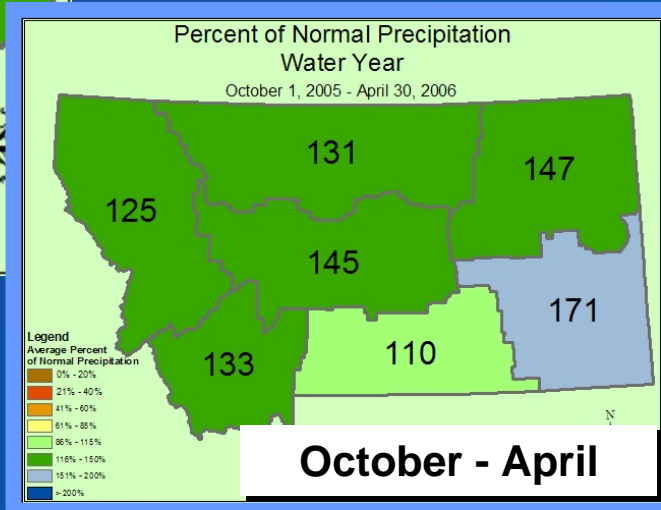 Percent of Normal Precipitation
Water Year
October 1, 2005 - April 30, 2006
131
147
125
145
171
110
133
Legend
Average Percent
of Normal Precipitation
0% - 20%
21% - 40%
41% - 60%
61% - 85%
86% - 115%
116% - 150%
151% - 200%
> 200%
N
October - April